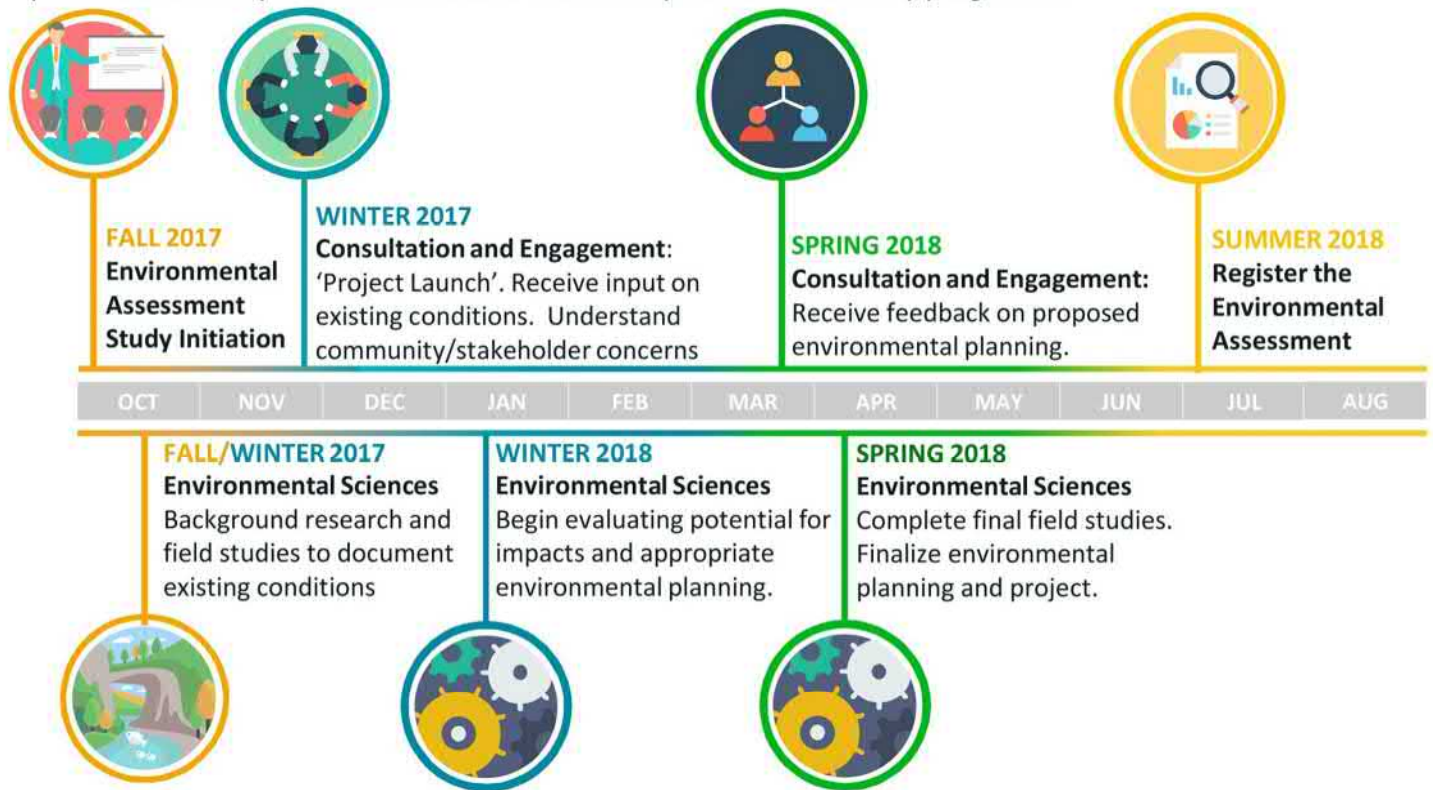 FALL 2017
Environmental
Assessment
Study Initiation
WINTER 2017
Consultation and Engagement:
'Project Launch'. Receive input on
existing conditions. Understand
community/stakeholder concerns
SPRING 2018
Consultation and Engagement:
Receive feedback on proposed
environmental planning.
SUMMER 2018
Register the
Environmental
Assessment
OCT NOV DEC JAN FEB MAR APR MAY JUN JUL AUG
FALL/WINTER 2017
Environmental Sciences
Background research and
field studies to document
existing conditions
WINTER 2018
Environmental Sciences
Begin evaluating potential for
impacts and appropriate
environmental planning.
SPRING 2018
Environmental Sciences
Complete final field studies.
Finalize environmental
planning and project.